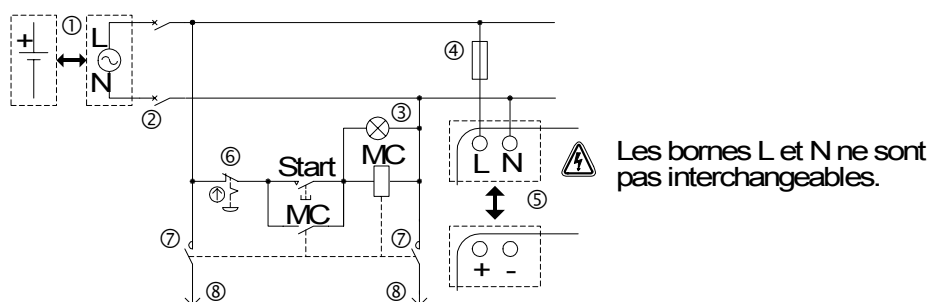 ①
L
+
N
②
③
④
⑥
Start
MC
MC
L N
⑤
⑦
⑦
+ -
⑧
⑧
Les bornes L et N ne sont
pas interchangeables.